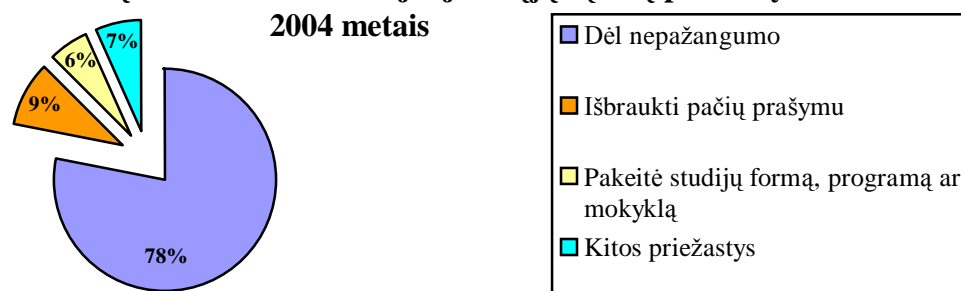 2004 metais
7%
6%
9%
78%
Dėl nepažangumo
Išbraukti pačių prašymu
Pakeitė studijų formą, programą ar
mokyklą
Kitos priežastys